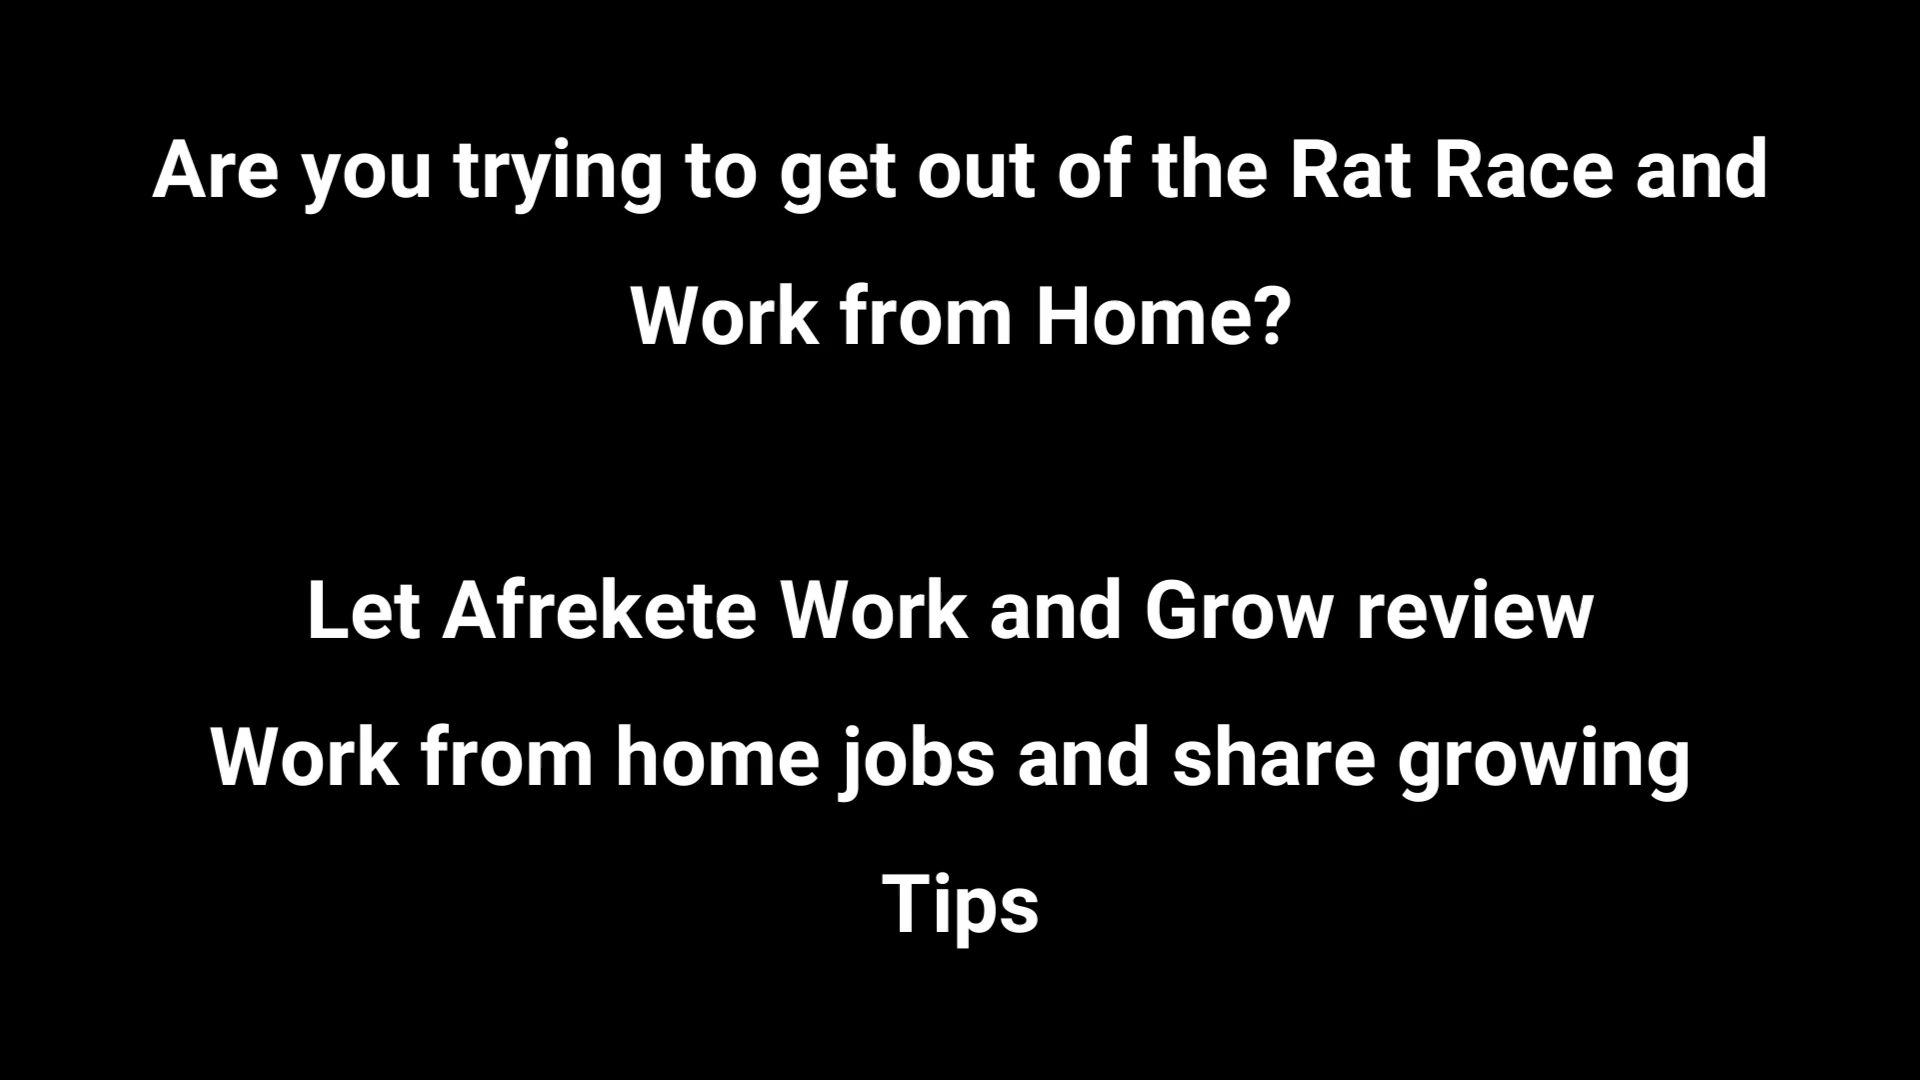 Are you trying to get out of the Rat Race and
Work from Home?
Let Afrekete Work and Grow review
Work from home jobs and share growing
Tips